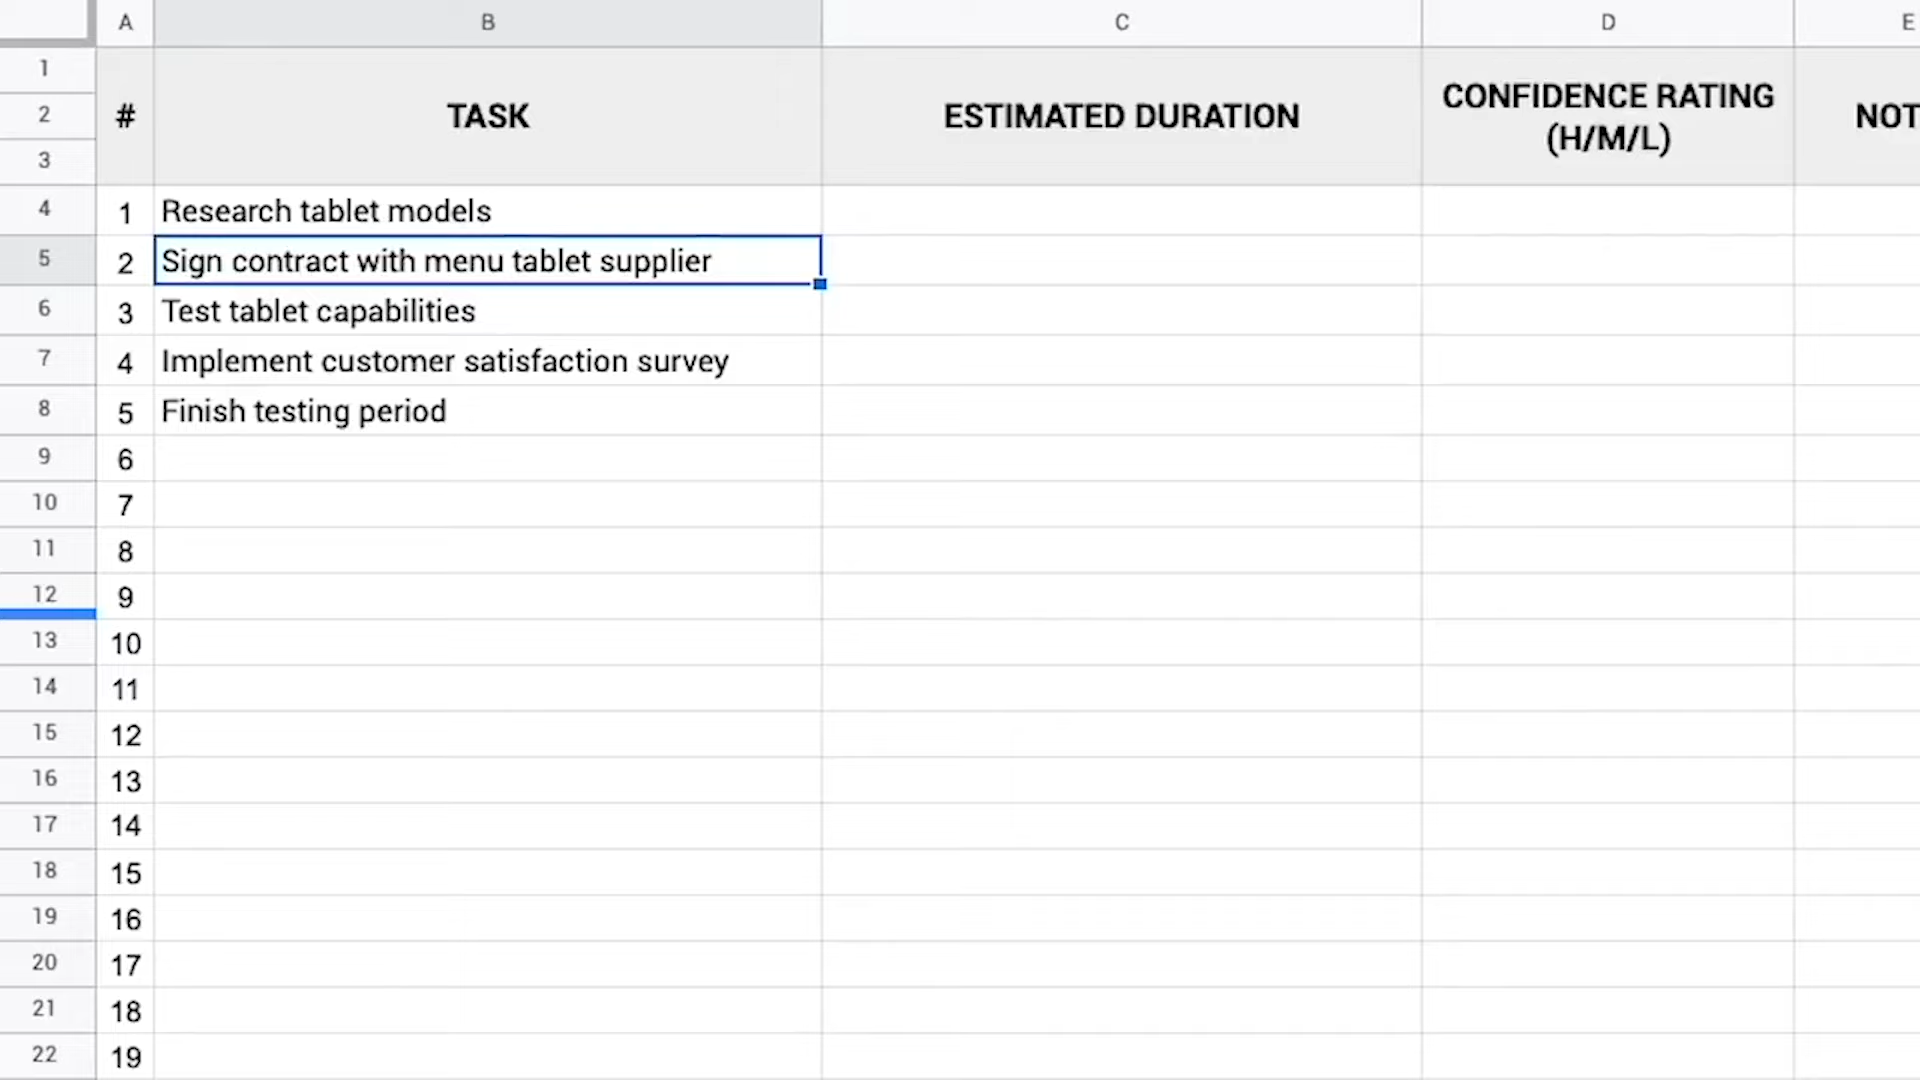 A B C D E
1
2
3
# TASK ESTIMATED DURATION CONFIDENCE RATING
(H/M/L) NOT
4 1 Research tablet models
5 2 Sign contract with menu tablet supplier
6 3 Test tablet capabilities
7 4 Implement customer satisfaction survey
8 5 Finish testing period
9 6
10 7
11 8
12 9
13 10
14 11
15 12
16 13
17 14
18 15
19 16
20 17
21 18
22 19